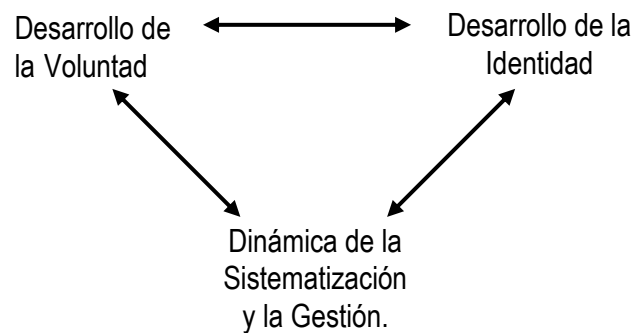 Desarrollo de
la Voluntad
Desarrollo de la
Identidad
Dinámica de la
Sistematización
y la Gestión.